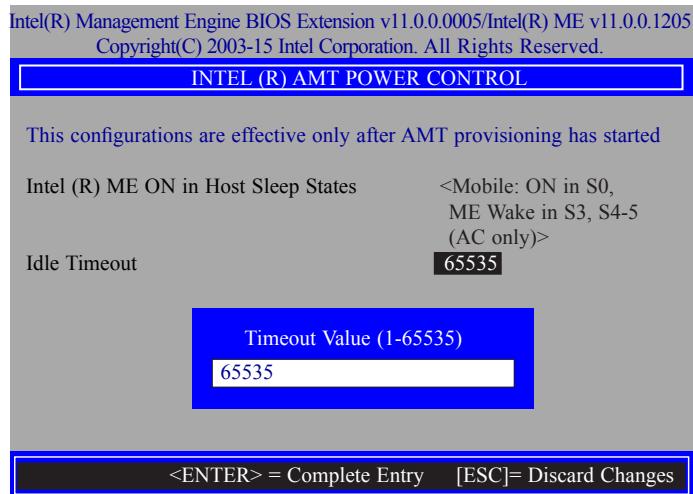 Intel(R) Management Engine BIOS Extension v11.0.0.0005/Intel(R) ME v11.0.0.1205
Copyright(C) 2003-15 Intel Corporation. All Rights Reserved.
INTEL (R) AMT POWER CONTROL
This configurations are effective only after AMT provisioning has started
Intel (R) ME ON in Host Sleep States <Mobile: ON in S0,
ME Wake in S3, S4-5
(AC only)>
Idle Timeout 65535
Timeout Value (1-65535)
65535
<ENTER> = Complete Entry [ESC]= Discard Changes